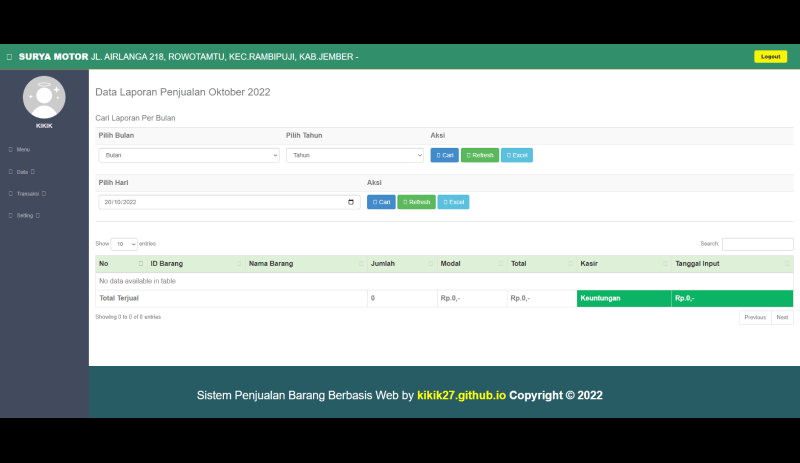 SURYA MOTOR JL. AIRLANGA 218, ROWOTAMTU, KEC.RAMBIPUJI, KAB.JEMBER -
Logout
KIKIK
Menu
Data
Transaksi
Setting
Data Laporan Penjualan Oktober 2022
Cari Laporan Per Bulan
Pilih Bulan Pilih Tahun Aksi
Bulan Tahun Cari Refresh Excel
Pilih Hari Aksi
20/10/2022 Cari Refresh Excel
Show 10 entries Search:
No ID Barang Nama Barang Jumlah Modal Total Kasir Tanggal Input
No data available in table
Total Terjual 0 Rp.0,- Rp.0,- Keuntungan Rp.0,-
Showing 0 to 0 of 0 entries Previous Next
Sistem Penjualan Barang Berbasis Web by kikik27.github.io Copyright © 2022